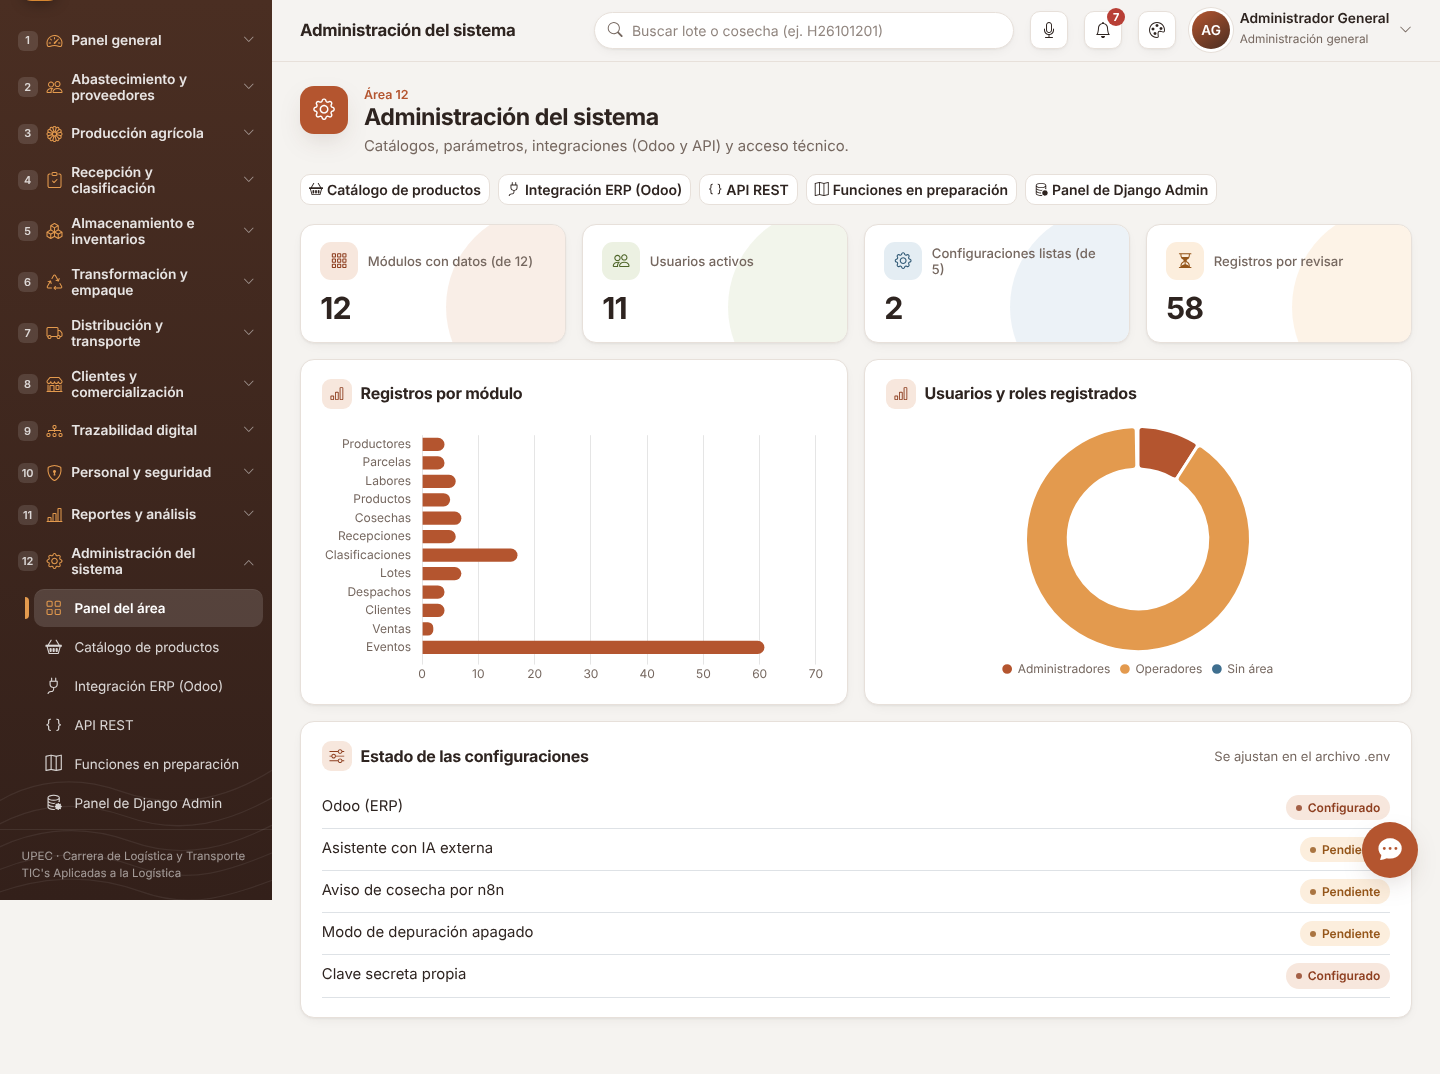 1 Panel general
2 Abastecimiento y
proveedores
3 Producción agrícola
4 Recepción y
clasificación
5 Almacenamiento e
inventarios
6 Transformación y
empaque
7 Distribución y
transporte
8 Clientes y
comercialización
9 Trazabilidad digital
10 Personal y seguridad
11 Reportes y análisis
12 Administración del
sistema
Panel del área
Catálogo de productos
Integración ERP (Odoo)
API REST
Funciones en preparación
Panel de Django Admin
UPEC · Carrera de Logística y Transporte
TIC's Aplicadas a la Logística
Administración del sistema
Buscar lote o cosecha (ej. H26101201)
7
AG
Administrador General
Administración general
Área 12
Administración del sistema
Catálogos, parámetros, integraciones (Odoo y API) y acceso técnico.
Catálogo de productos
Integración ERP (Odoo)
API REST
Funciones en preparación
Panel de Django Admin
Módulos con datos (de 12)
12
Usuarios activos
11
Configuraciones listas (de
5)
2
Registros por revisar
58
Registros por módulo
Productores
Parcelas
Labores
Productos
Cosechas
Recepciones
Clasificaciones
Lotes
Despachos
Clientes
Ventas
Eventos
0 10 20 30 40 50 60 70
Usuarios y roles registrados
Administradores Operadores Sin área
Estado de las configuraciones
Se ajustan en el archivo .env
Odoo (ERP) Configurado
Asistente con IA externa Pendie
Aviso de cosecha por n8n Pendiente
Modo de depuración apagado Pendiente
Clave secreta propia Configurado